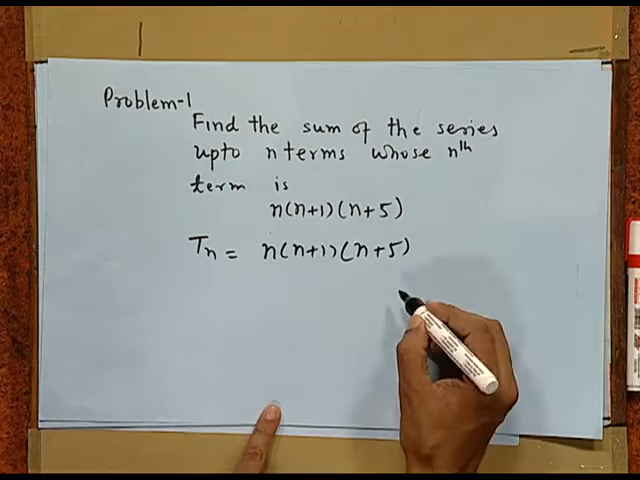 Problem-1
Find the sum of the series
upto n terms whose nth
term is
n(n+1)(n+5)
Tn = n(n+1)(n+5)